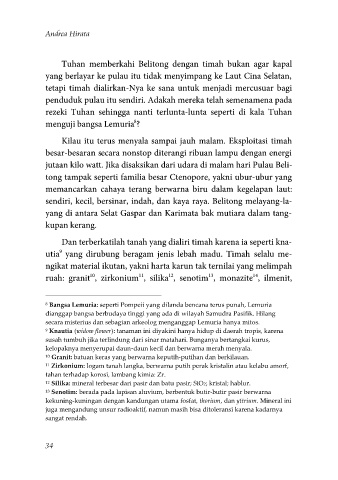 Andrea Hirata
Tuhan memberkahi Belitong dengan timah bukan agar kapal
yang berlayar ke pulau itu tidak menyimpang ke Laut Cina Selatan,
tetapi timah dialirkan-Nya ke sana untuk menjadi mercusuar bagi
penduduk pulau itu sendiri. Adakah mereka telah semena­mena pada
rezeki Tuhan sehingga nanti terlunta-lunta seperti di kala Tuhan
menguji bangsa Lemuria⁸?
Kilau itu terus menyala sampai jauh malam. Eksploitasi timah
besar-besaran secara nonstop diterangi ribuan lampu dengan energi
jutaan kilo watt. Jika disaksikan dari udara di malam hari Pulau Beli-
tong tampak seperti familia besar Ctenopore, yakni ubur-ubur yang
memancarkan cahaya terang berwarna biru dalam kegelapan laut:
sendiri, kecil, bersinar, indah, dan kaya raya. Belitong melayang-la-
yang di antara Selat Gaspar dan Karimata bak mutiara dalam tang-
kupan kerang.
Dan terberkatilah tanah yang dialiri timah karena ia seperti kna-
utia⁹ yang dirubung beragam jenis lebah madu. Timah selalu me-
ngikat material ikutan, yakni harta karun tak ternilai yang melimpah
ruah: granit¹⁰, zirkonium¹¹, silika¹², senotim¹³, monazite¹⁴, ilmenit,
⁸ Bangsa Lemuria: seperti Pompeii yang dilanda bencana terus punah, Lemuria
dianggap bangsa berbudaya tinggi yang ada di wilayah Samudra Pasifik. Hilang
secara misterius dan sebagian arkeolog menganggap Lemuria hanya mitos
⁹ Knautia (widow flower): tanaman ini diyakini hanya hidup di daerah tropis, karena
susah tumbuh jika terlindung dari sinar matahari. Bunganya bertangkai kurus,
kelopaknya menyerupai daun-daun kecil dan berwarna merah menyala.
¹⁰ Granit: batuan keras yang berwarna keputih-putihan dan berkilauan.
¹¹ Zirkonium: logam tanah langka, berwarna putih perak kristalin atau kelabu amorf,
tahan terhadap korosi, lambang kimia: Zr.
¹² Silika: mineral terbesar dari pasir dan batu pasir; SiO₂; kristal; hablur.
¹³ Senotim: berada pada lapisan aluvium, berbentuk butir-butir pasir berwarna
kekuning-kuningan dengan kandungan utama fosfat, thorium, dan yttrium. Mineral ini
juga mengandung unsur radioaktif, namun masih bisa ditoleransi karena kadarnya
sangat rendah.
34